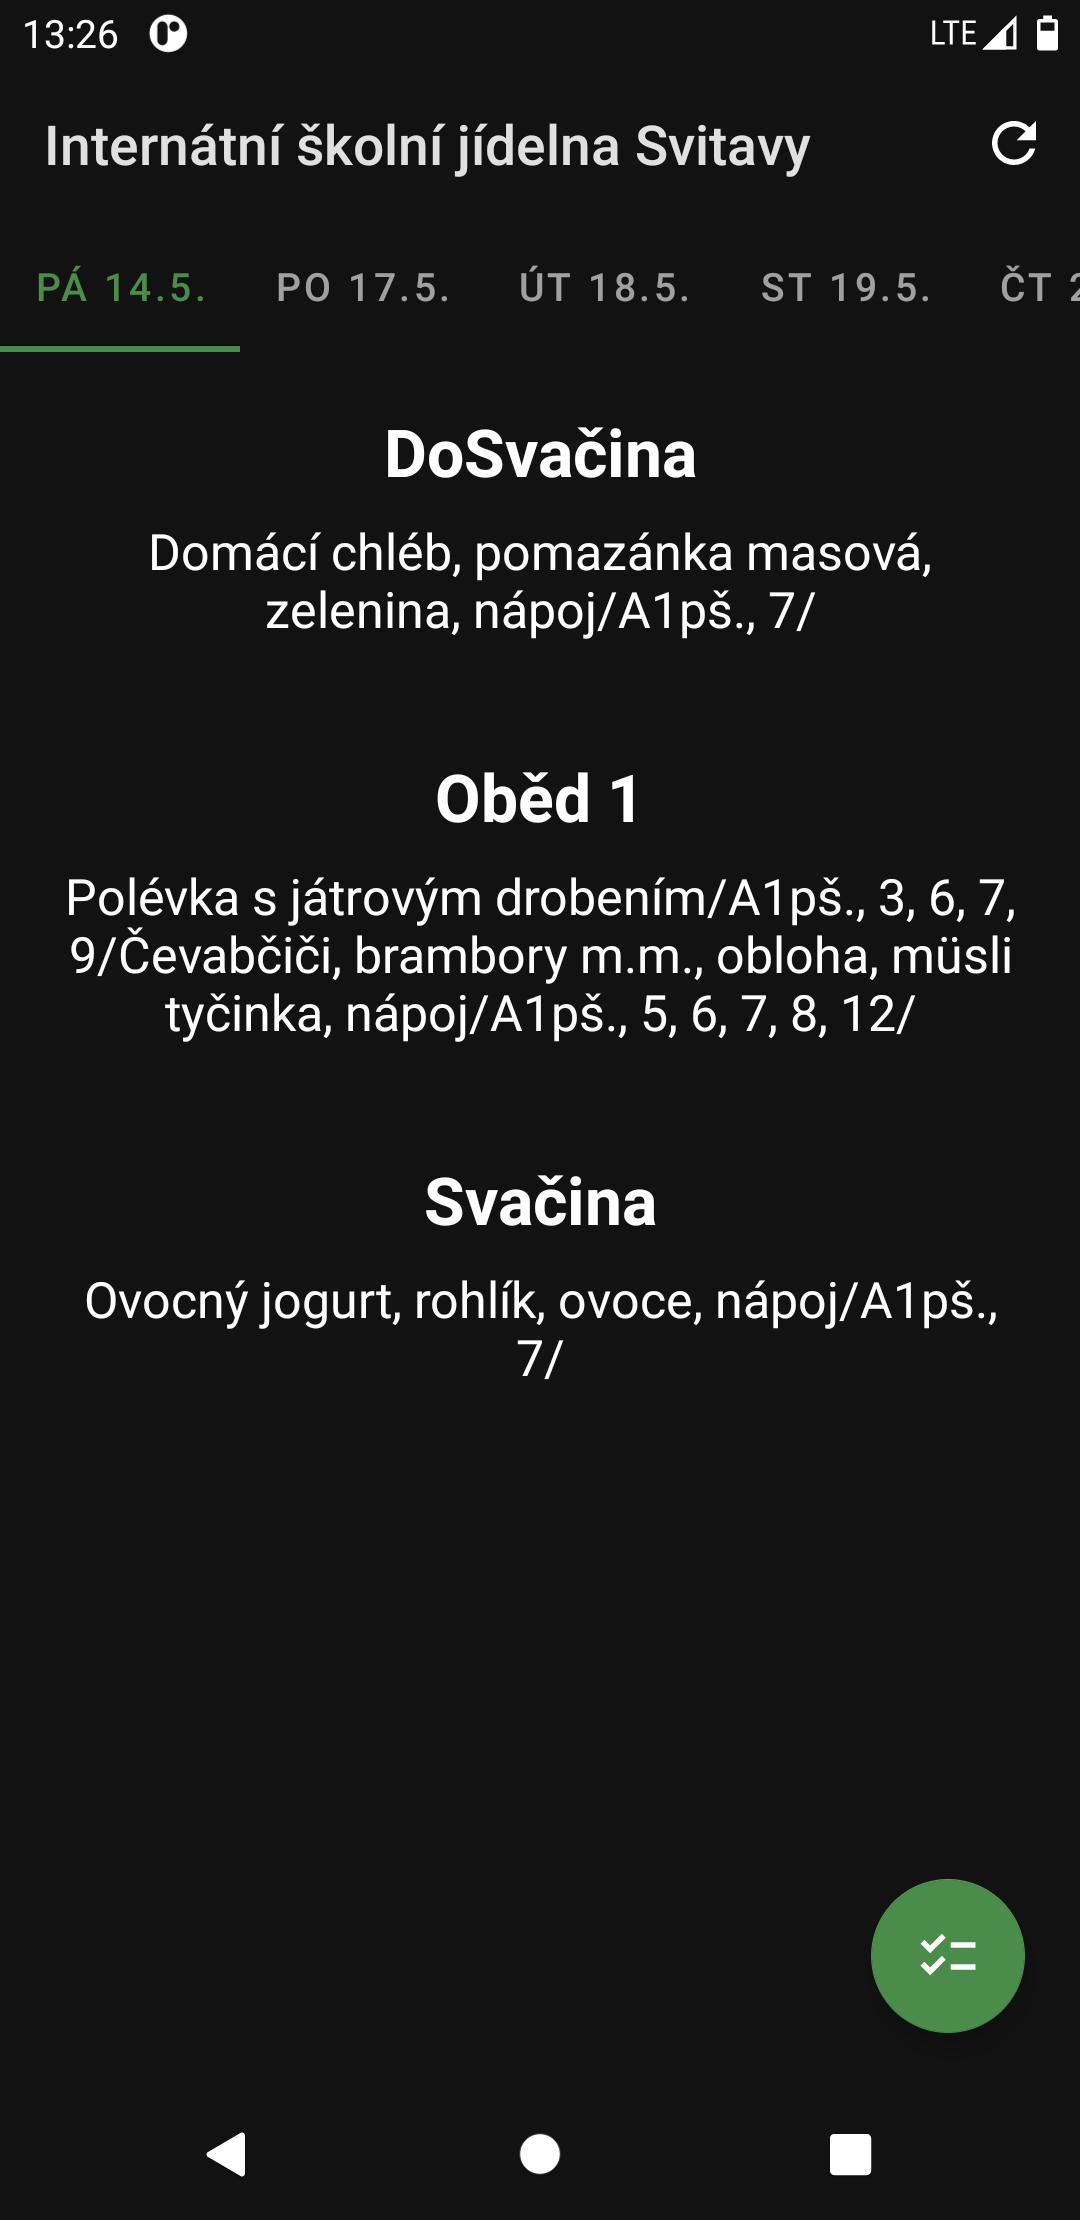 13:26
LTE
Internátní školní jídelna Svitavy
PÁ 14.5. PO 17.5. ÚT 18.5. ST 19.5. ČT 2
DoSvačina
Domácí chléb, pomazánka masová,
zelenina, nápoj/A1pš., 7/
Oběd 1
Polévka s játrovým drobením/A1pš., 3, 6, 7,
9/Čevabčiči, brambory m.m., obloha, müsli
tyčinka, nápoj/A1pš., 5, 6, 7, 8, 12/
Svačina
Ovocný jogurt, rohlík, ovoce, nápoj/A1pš.,
7/